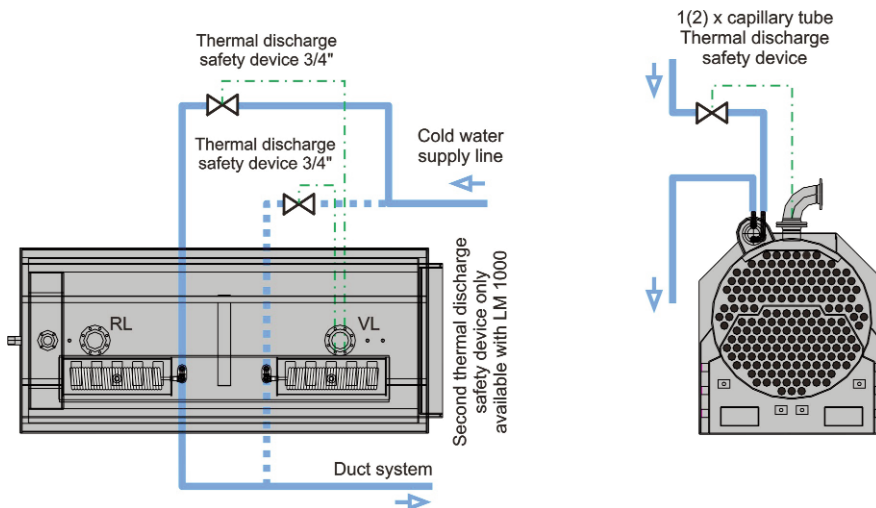 Thermal discharge
safety device 3/4"
Thermal discharge
safety device 3/4"
Cold water
supply line
RL
VL
Second thermal discharge
safety device only
available with LM 1000
Duct system
1(2) x capillary tube
Thermal discharge
safety device